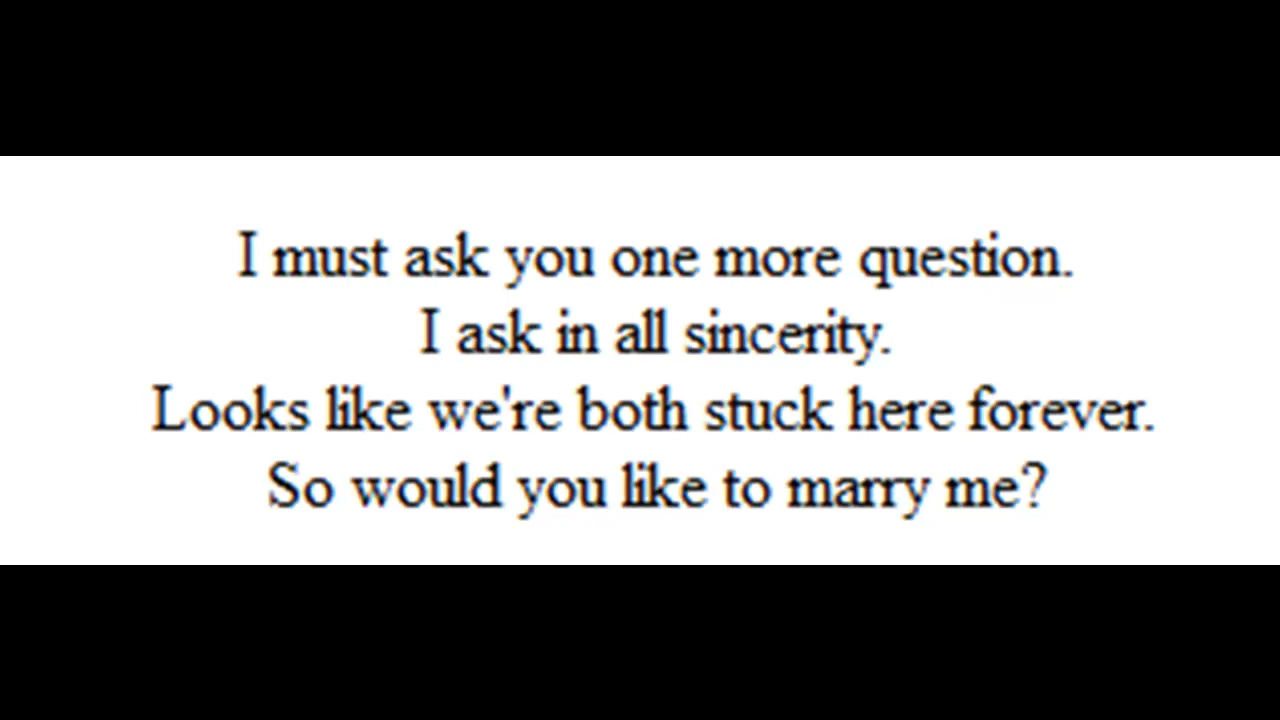 I must ask you one more question.
I ask in all sincerity.
Looks like we're both stuck here forever.
So would you like to marry me?